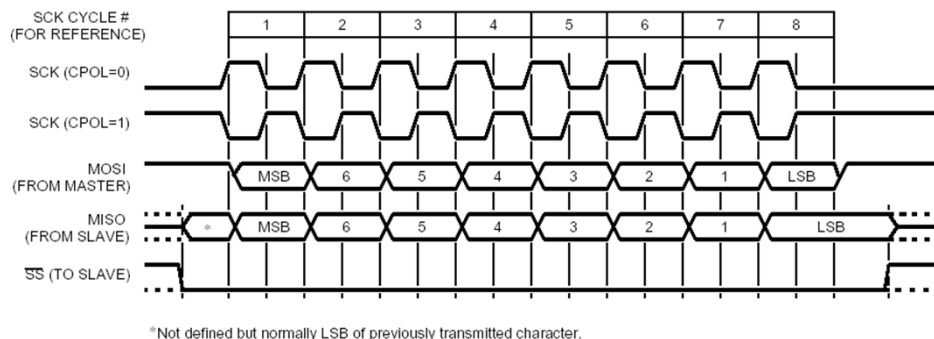 SCK CYCLE #
(FOR REFERENCE)
1 2 3 4 5 6 7 8
SCK (CPOL=0)
SCK (CPOL=1)
MOSI
(FROM MASTER)
MSB 6 5 4 3 2 1 LSB
MISO
(FROM SLAVE)
* MSB 6 5 4 3 2 1 LSB
SS (TO SLAVE)
*Not defined but normally LSB of previously transmitted character.